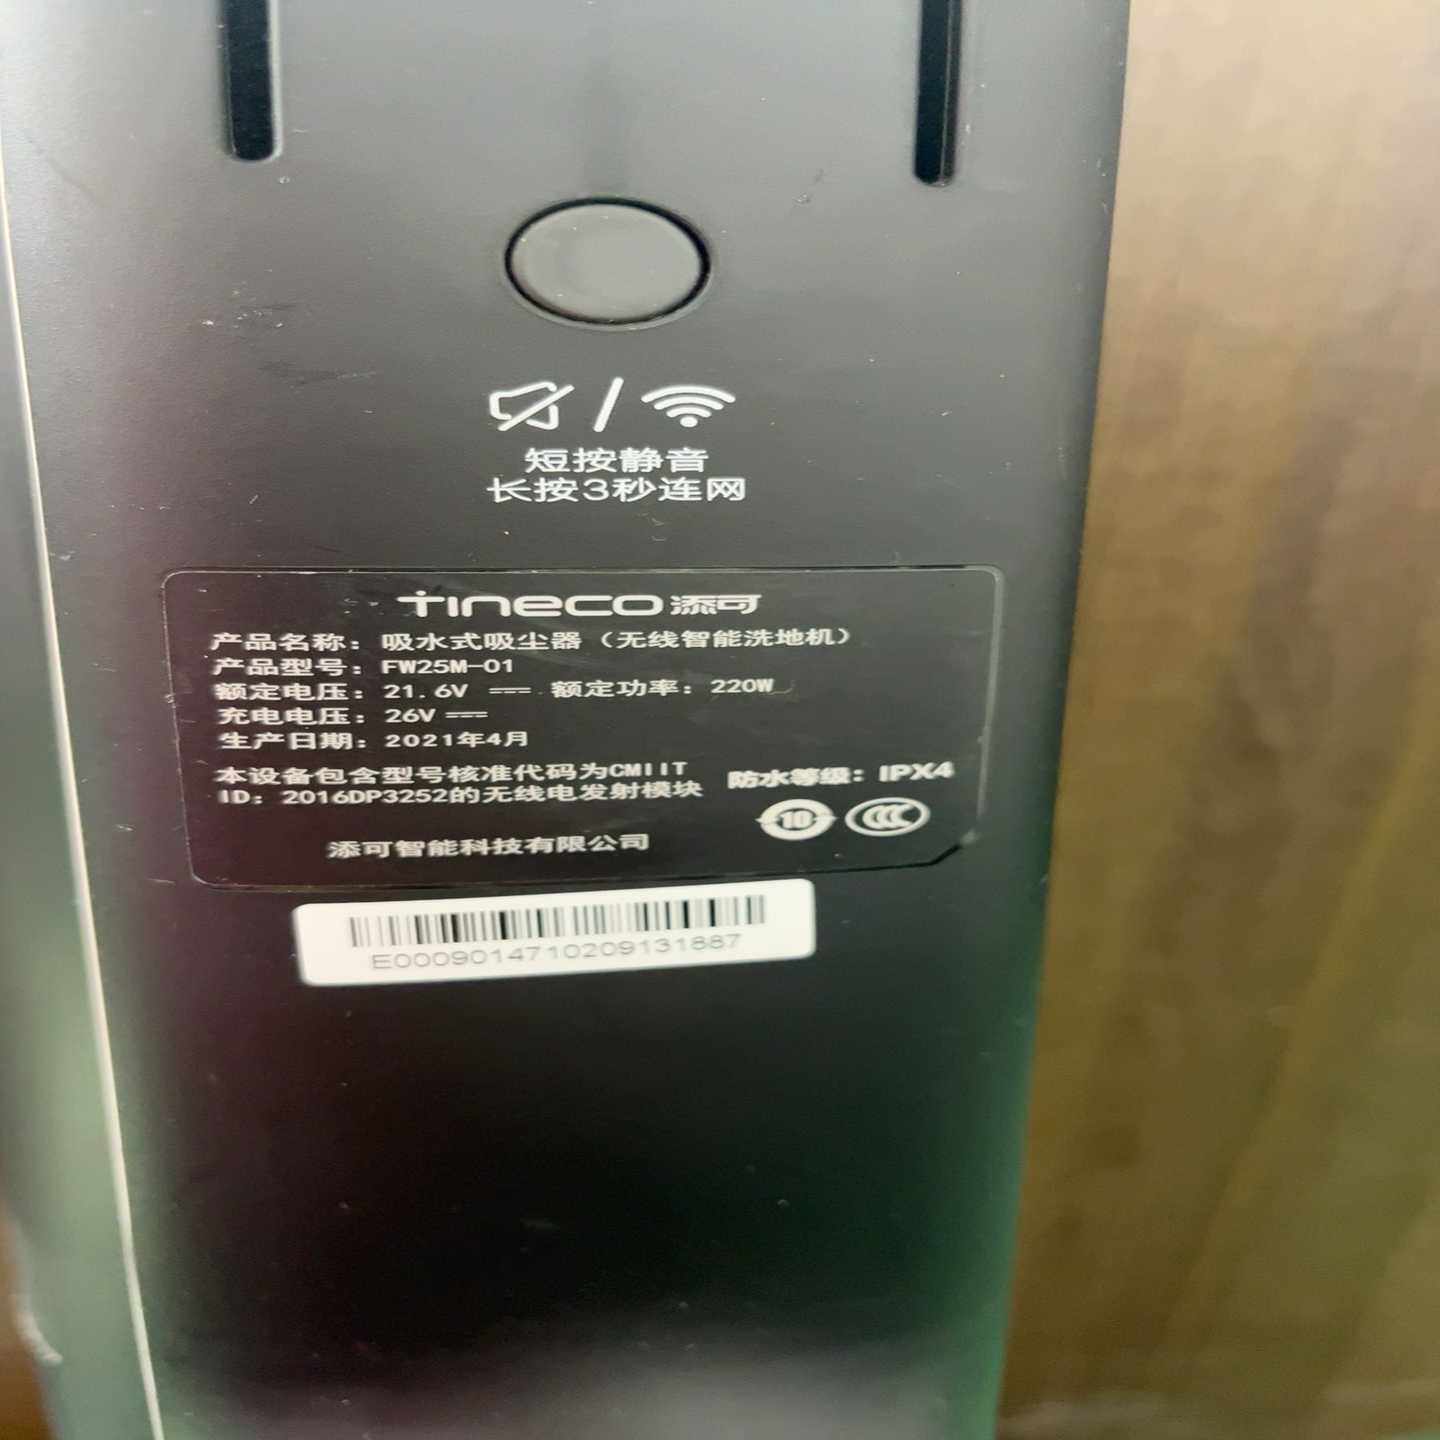 短按静音
长按3秒连网
TINECO 添可
产品名称：吸水式吸尘器（无线智能洗地机）
产品型号：FW25M-01
额定电压：21.6V ⎓ 额定功率：220W
充电电压：26V ⎓
生产日期：2021年4月
本设备包含型号核准代码为CMIIT
ID：2016DP3252的无线电发射模块
防水等级：IPX4
10 CCC
添可智能科技有限公司
E0009014710209131887